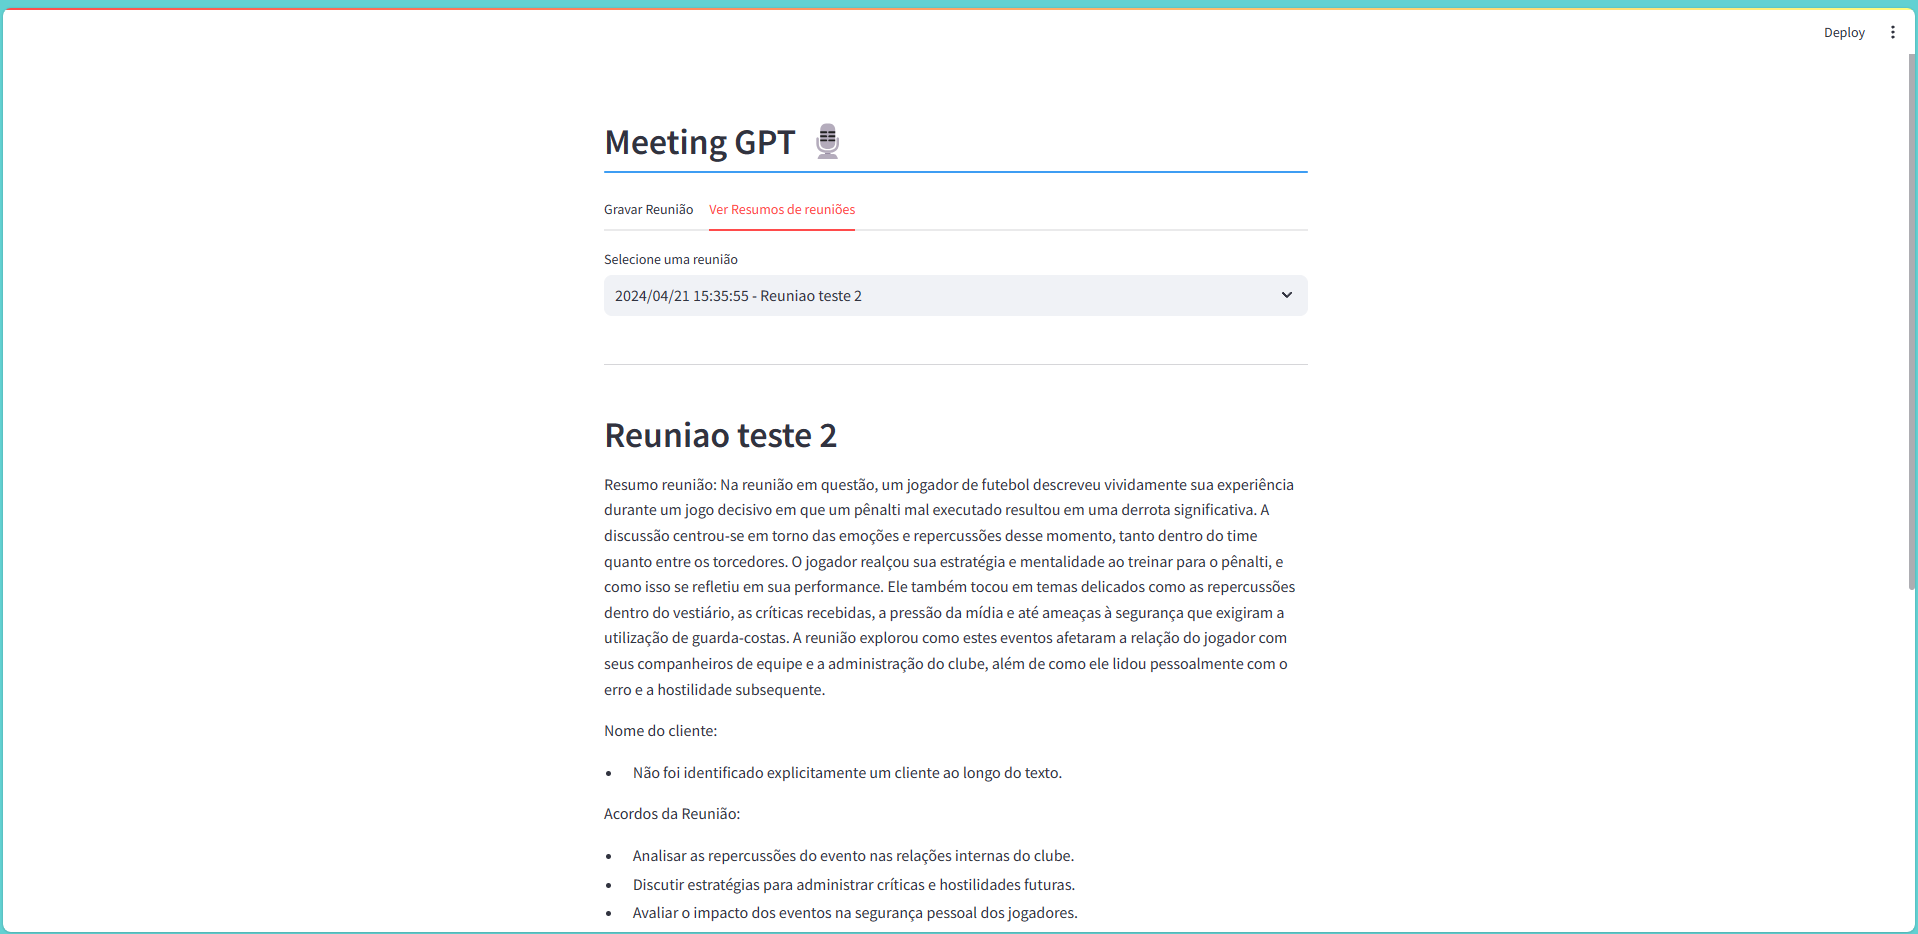 Deploy
Meeting GPT
Gravar Reunião
Ver Resumos de reuniões
Selecione uma reunião
2024/04/21 15:35:55 - Reuniao teste 2
Reuniao teste 2
Resumo reunião: Na reunião em questão, um jogador de futebol descreveu vividamente sua experiência
durante um jogo decisivo em que um pênalti mal executado resultou em uma derrota significativa. A
discussão centrou-se em torno das emoções e repercussões desse momento, tanto dentro do time
quanto entre os torcedores. O jogador realçou sua estratégia e mentalidade ao treinar para o pênalti, e
como isso se refletiu em sua performance. Ele também tocou em temas delicados como as repercussões
dentro do vestiário, as críticas recebidas, a pressão da mídia e até ameaças à segurança que exigiram a
utilização de guarda-costas. A reunião explorou como estes eventos afetaram a relação do jogador com
seus companheiros de equipe e a administração do clube, além de como ele lidou pessoalmente com o
erro e a hostilidade subsequente.
Nome do cliente:
• Não foi identificado explicitamente um cliente ao longo do texto.
Acordos da Reunião:
• Analisar as repercussões do evento nas relações internas do clube.
• Discutir estratégias para administrar críticas e hostilidades futuras.
• Avaliar o impacto dos eventos na segurança pessoal dos jogadores.